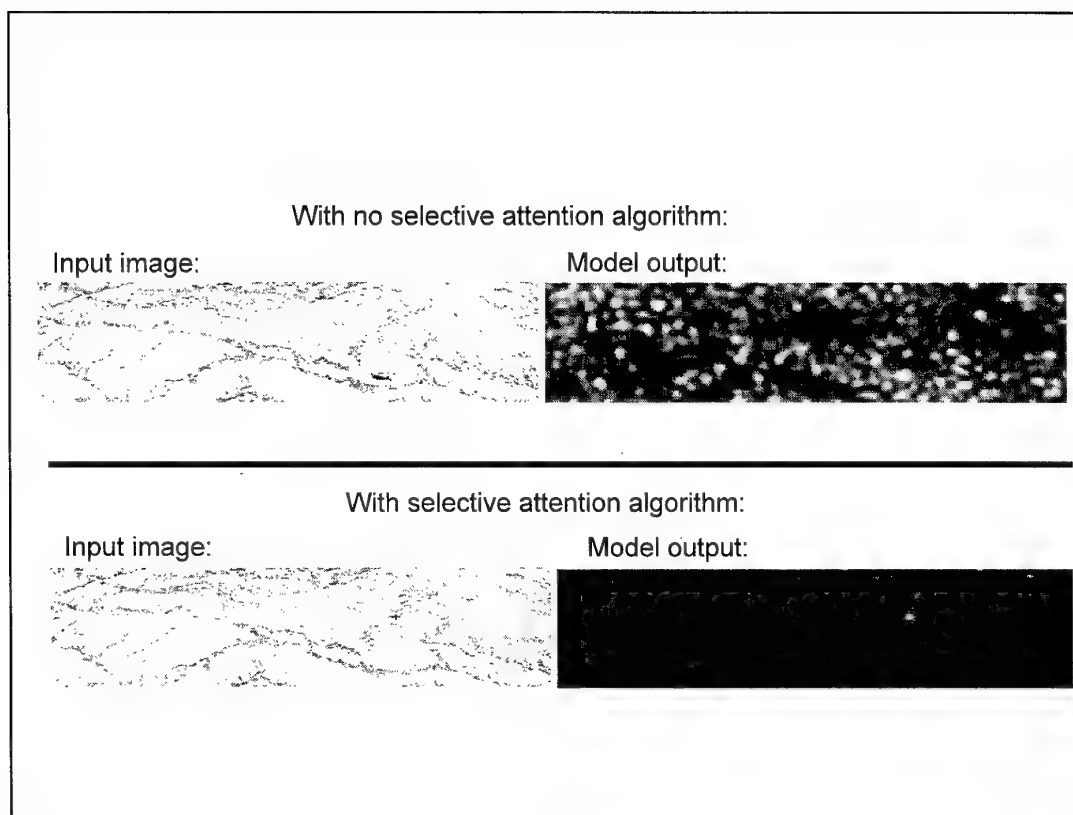 With no selective attention algorithm:
Input image:
Model output:
With selective attention algorithm:
Input image:
Model output: